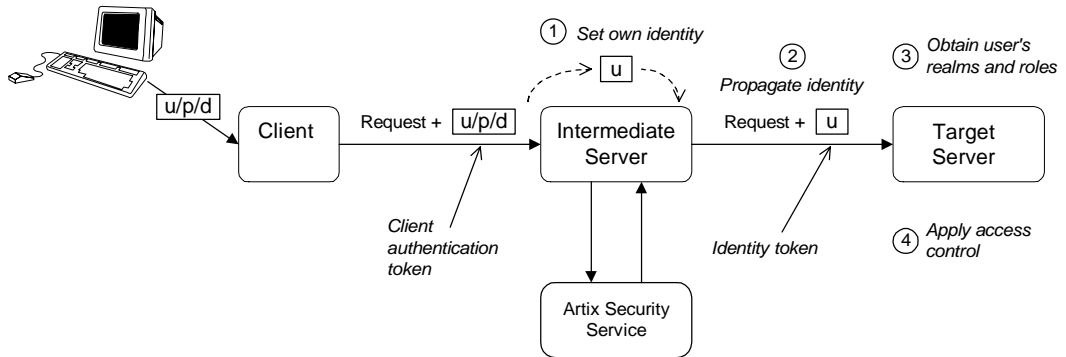 u/p/d
Client
Request + u/p/d
Client
authentication
token
1 Set own identity
u
Intermediate
Server
Artix Security
Service
2
Propagate identity
Request + u
Identity token
3 Obtain user's
realms and roles
Target
Server
4 Apply access
control